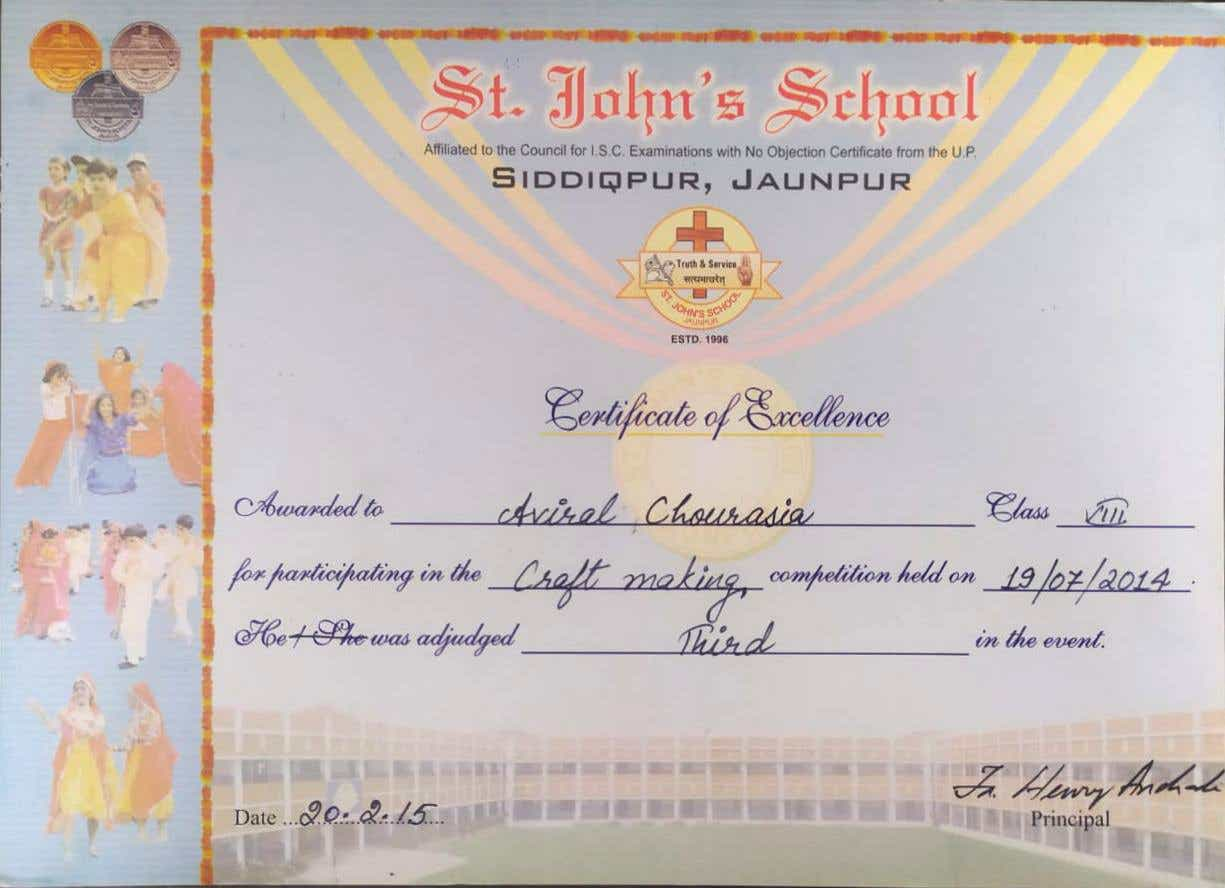 St. John's School
Affiliated to the Council for I.S.C. Examinations with No Objection Certificate from the U.P.
SIDDIQPUR, JAUNPUR
Truth & Service
सत्यमाचरेत्
ST. JOHN'S SCHOOL
JAUNPUR
ESTD. 1996
Certificate of Excellence
Awarded to Aviral Chourasia Class VIII
for participating in the Craft making, competition held on 19/07/2014.
He / She was adjudged Third in the event.
Fr. Henry
Date ...20.2.15...
Principal